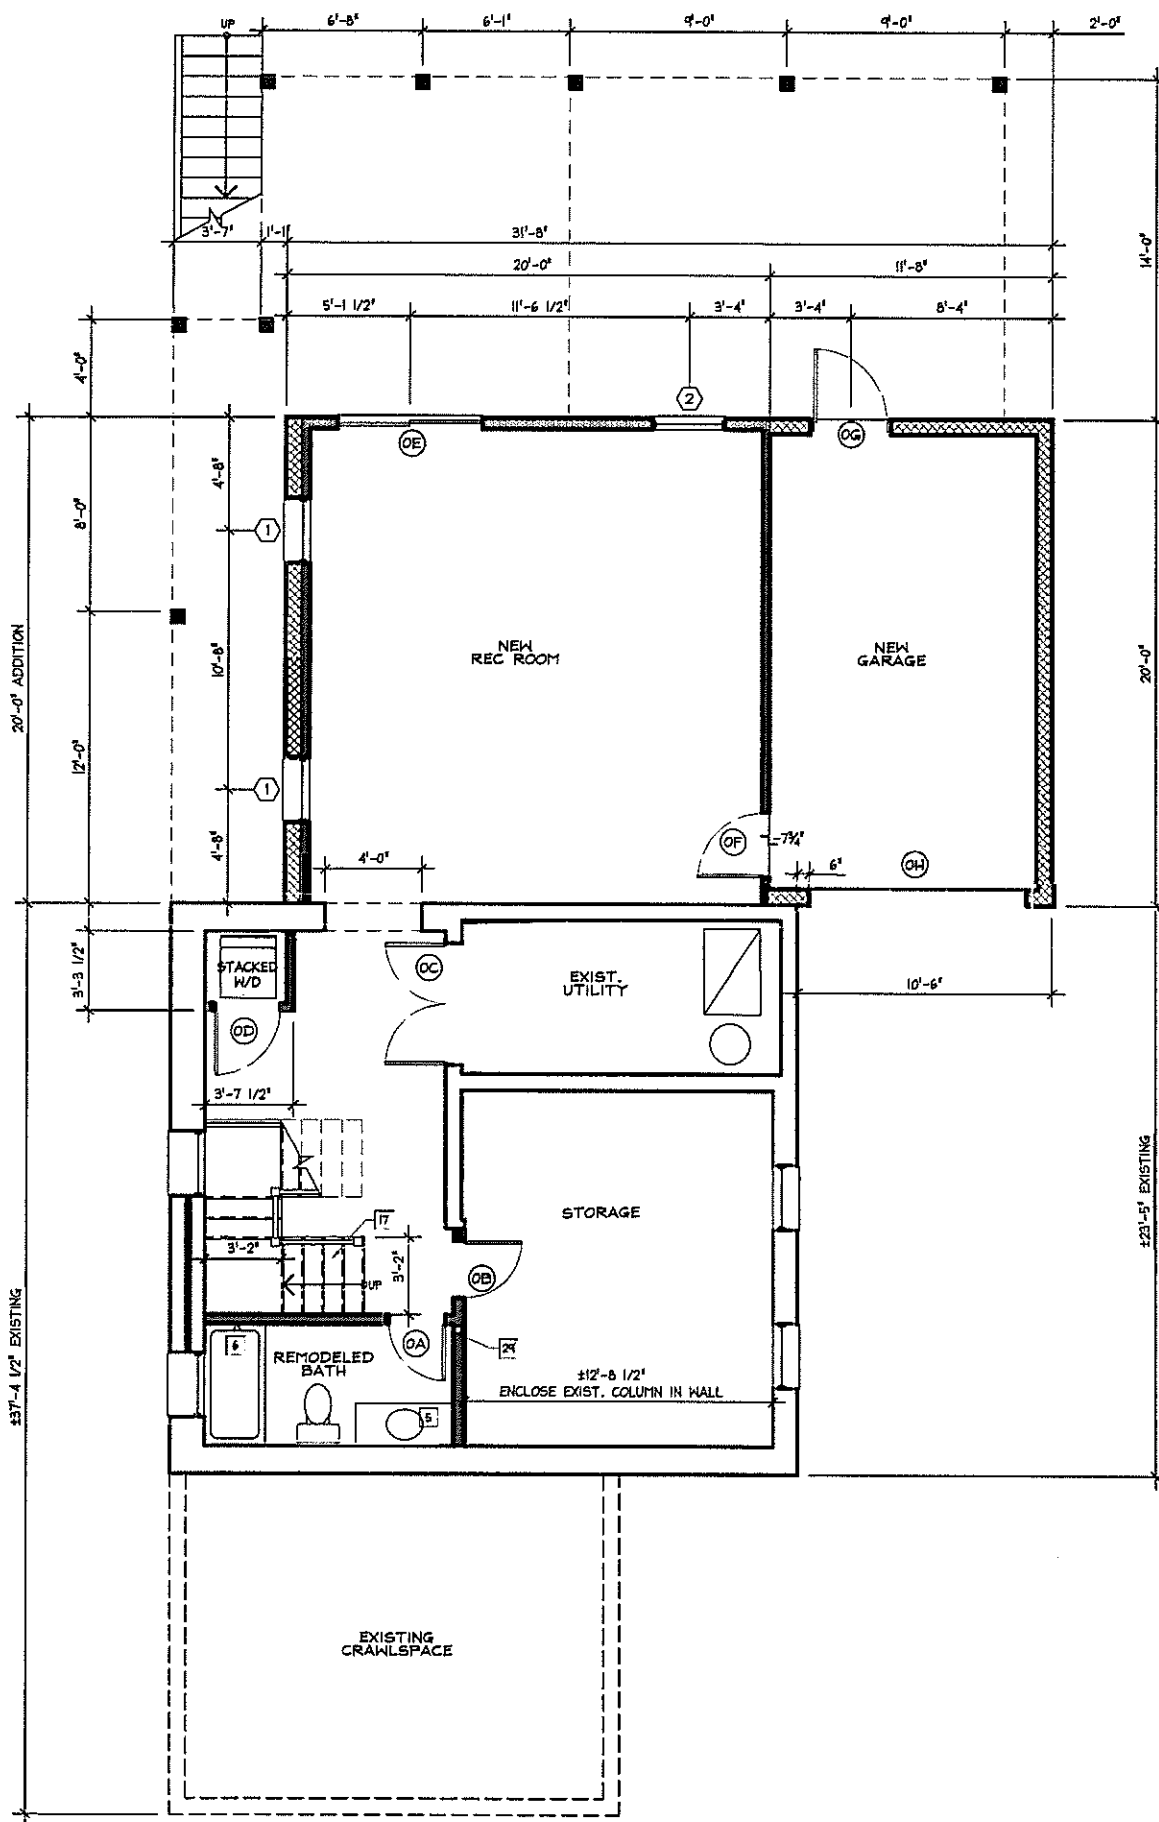 UP
6'-8"
6'-1"
9'-0"
9'-0"
2'-0"
3'-7"
1'-1"
31'-8"
14'-0"
20'-0"
11'-8"
5'-1 1/2"
11'-6 1/2"
3'-4"
3'-4"
8'-4"
4'-0"
2
0E
0G
4'-8"
8'-0"
1
20'-0" ADDITION
10'-8"
NEW
REC ROOM
NEW
GARAGE
20'-0"
12'-0"
1
4'-8"
4'-0"
0F
7¾"
6"
0H
3'-3 1/2"
STACKED
W/D
0C
EXIST.
UTILITY
10'-6"
0D
3'-7 1/2"
±23'-5" EXISTING
STORAGE
17
3'-2"
3'-2"
UP
0B
±37'-4 1/2" EXISTING
6
REMODELED
BATH
0A
29
±12'-8 1/2"
ENCLOSE EXIST. COLUMN IN WALL
5
EXISTING
CRAWLSPACE